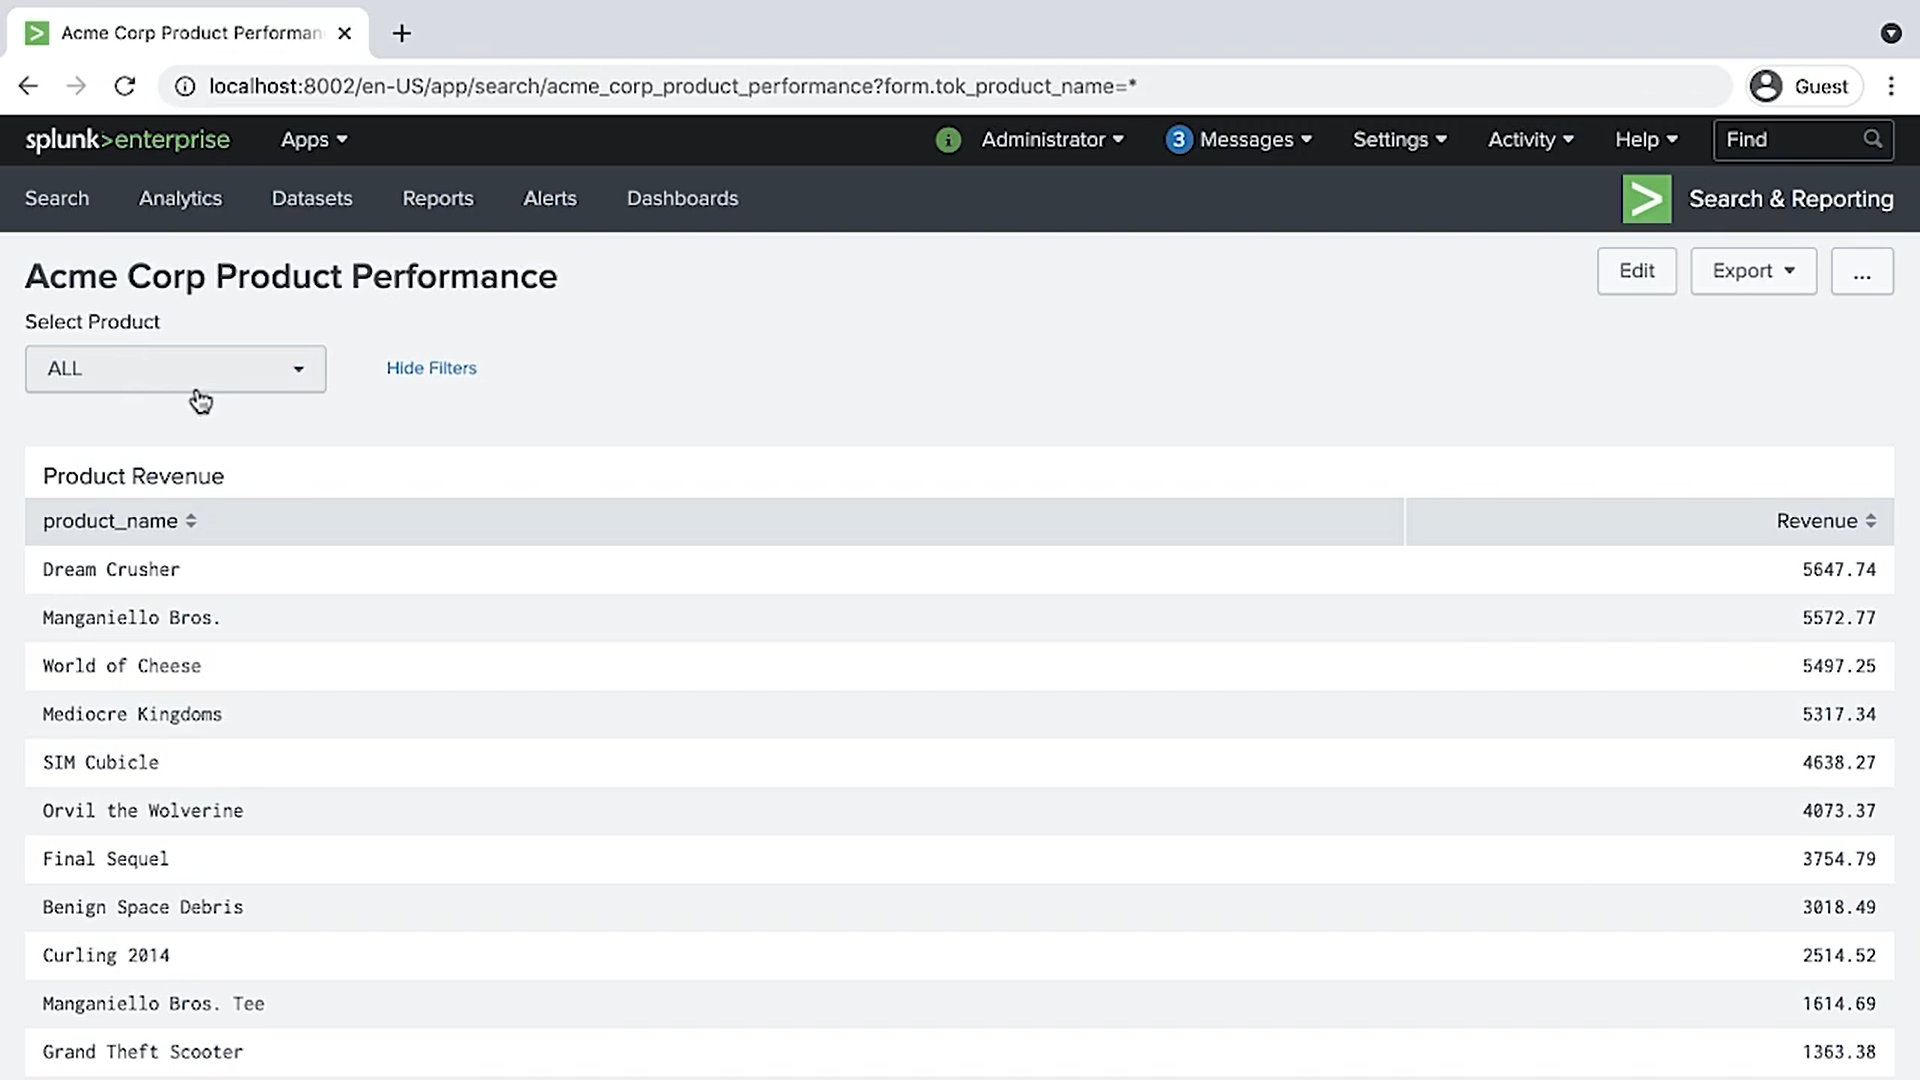 Acme Corp Product Performan
localhost:8002/en-US/app/search/acme_corp_product_performance?form.tok_product_name=*
Guest
splunk>enterprise Apps i Administrator 3 Messages Settings Activity Help Find
Search Analytics Datasets Reports Alerts Dashboards > Search & Reporting
Acme Corp Product Performance
Edit Export ...
Select Product
ALL Hide Filters
Product Revenue
product_name Revenue
Dream Crusher 5647.74
Manganiello Bros. 5572.77
World of Cheese 5497.25
Mediocre Kingdoms 5317.34
SIM Cubicle 4638.27
Orvil the Wolverine 4073.37
Final Sequel 3754.79
Benign Space Debris 3018.49
Curling 2014 2514.52
Manganiello Bros. Tee 1614.69
Grand Theft Scooter 1363.38